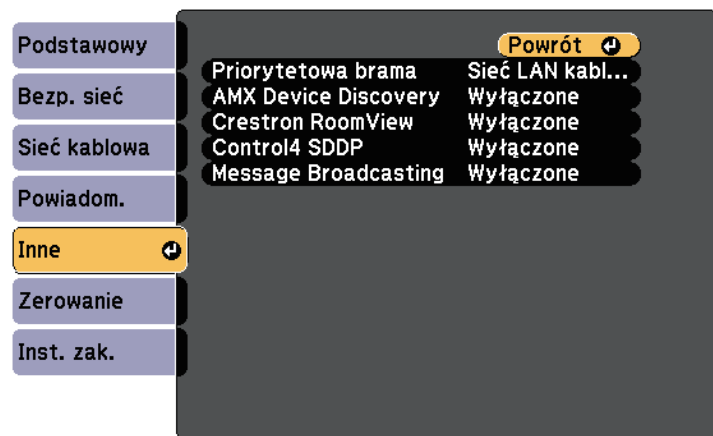 Podstawowy
Bezp. sieć
Sieć kablowa
Powiadom.
Inne
Zerowanie
Inst. zak.
Powrót
Priorytetowa brama Sieć LAN kabl...
AMX Device Discovery Wyłączone
Crestron RoomView Wyłączone
Control4 SDDP Wyłączone
Message Broadcasting Wyłączone